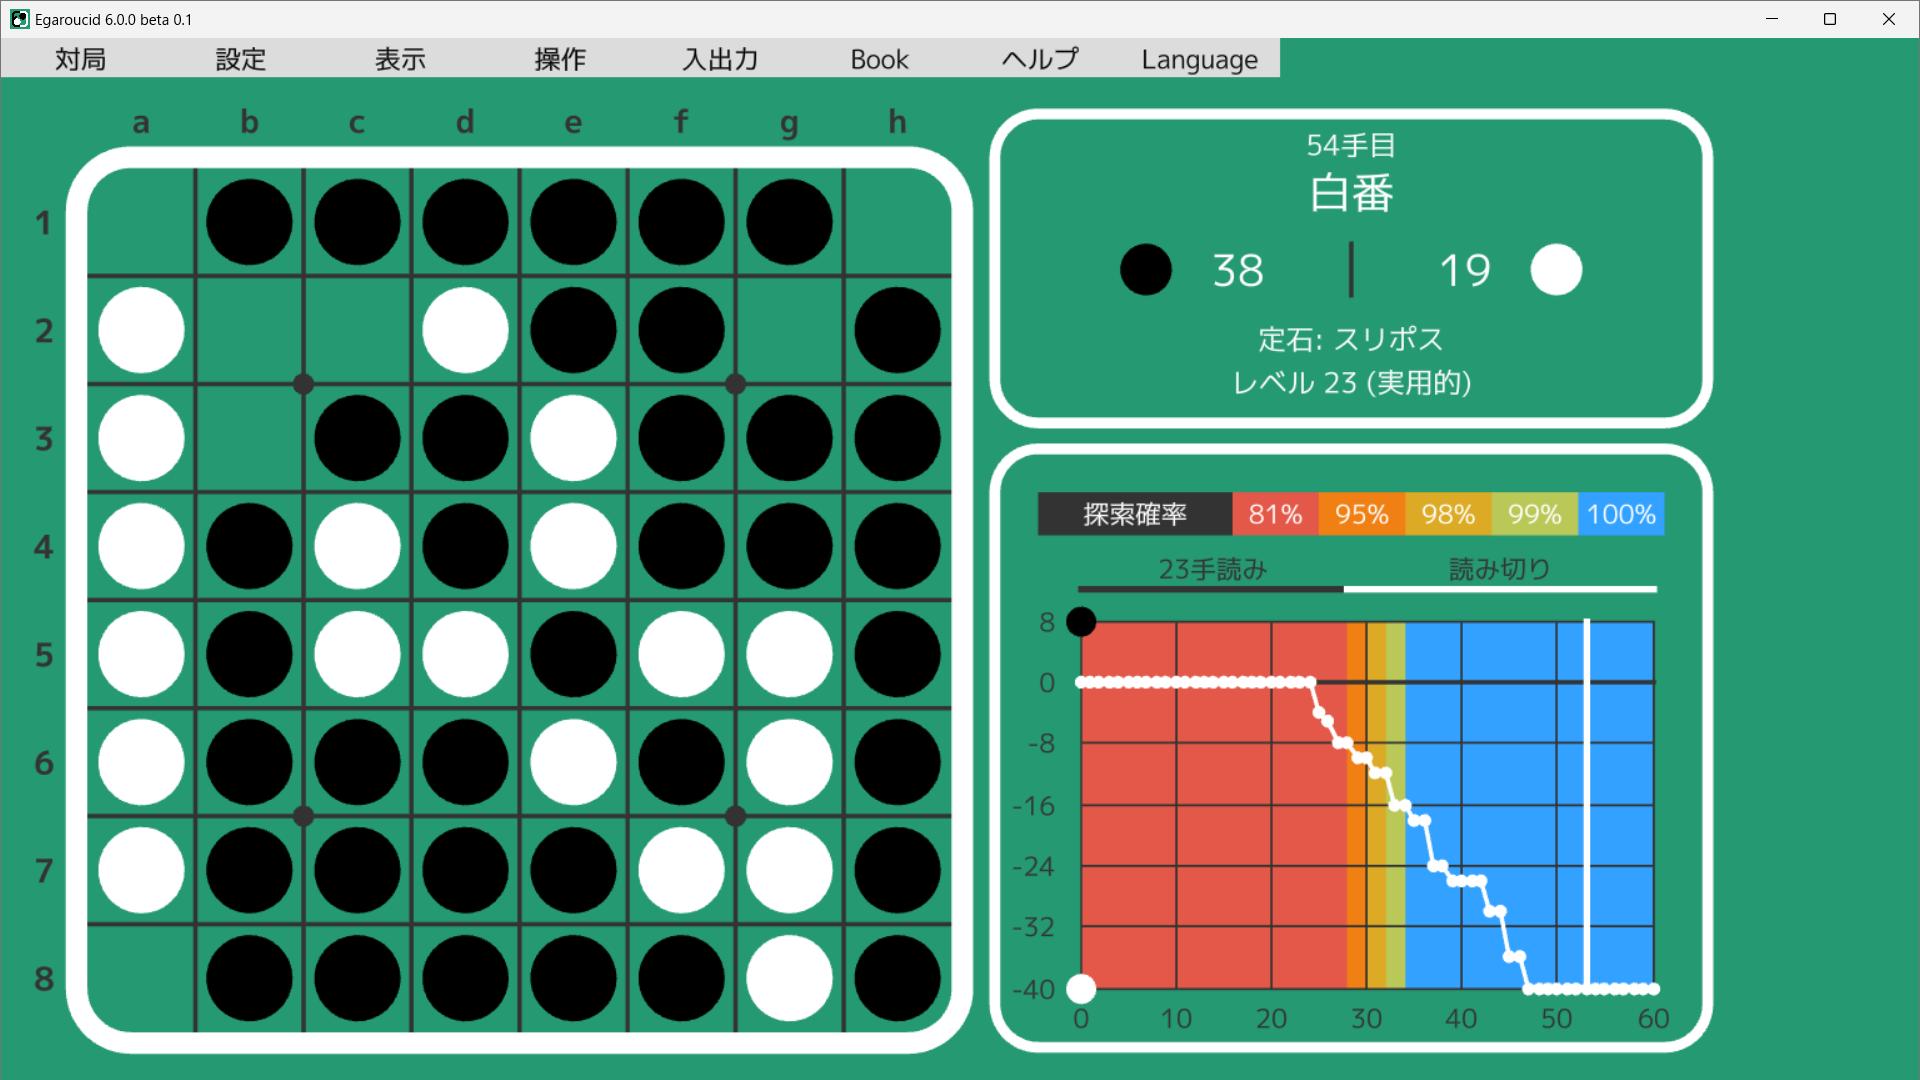 Egaroucid 6.0.0 beta 0.1
対局 設定 表示 操作 入出力 Book ヘルプ Language
a b c d e f g h
1
2
3
4
5
6
7
8
54手目
白番
38 19
定石: スリポス
レベル 23 (実用的)
探索確率 81% 95% 98% 99% 100%
23手読み 読み切り
8
0
-8
-16
-24
-32
-40
0 10 20 30 40 50 60